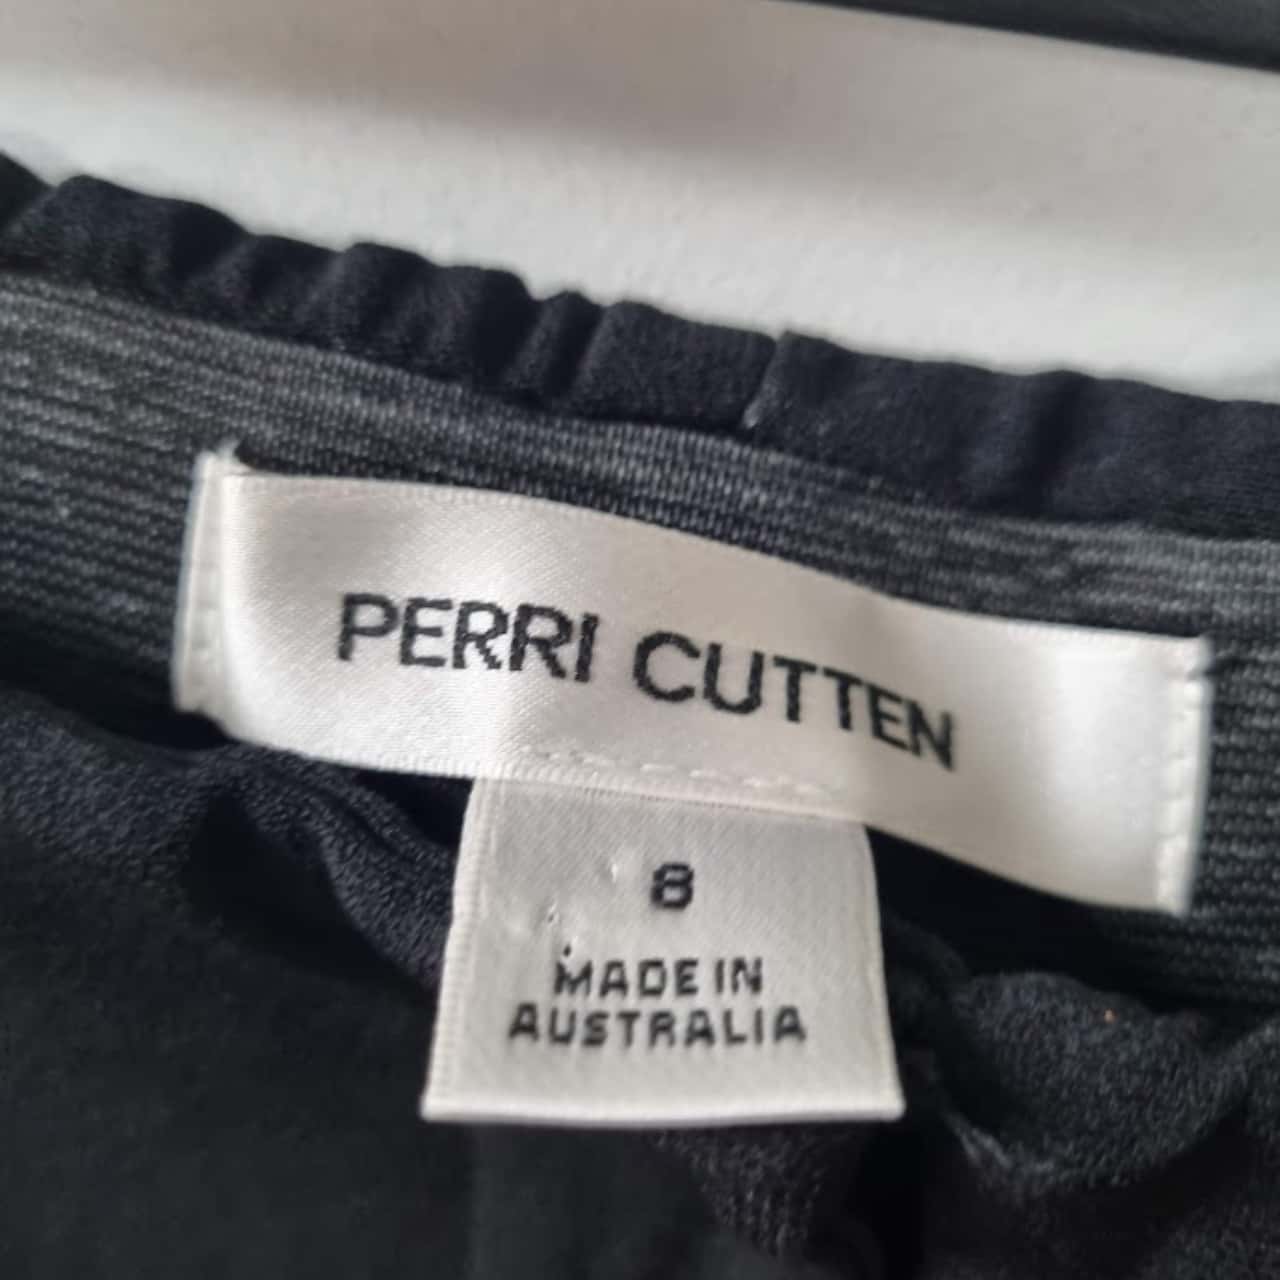 PERRI CUTTEN
8
MADE IN
AUSTRALIA